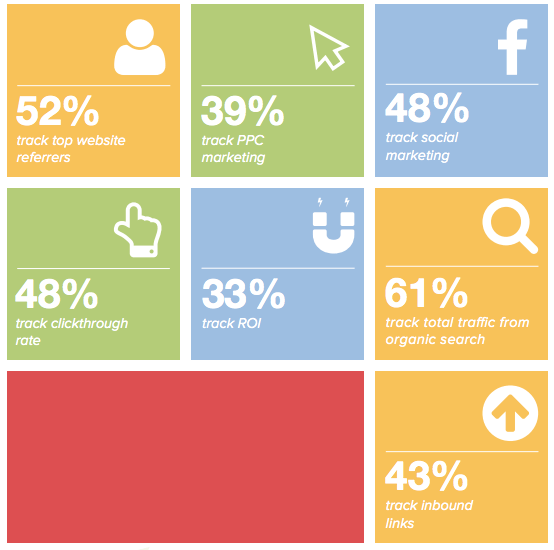 52%
track top website
referrers
39%
track PPC
marketing
48%
track social
marketing
48%
track clickthrough
rate
33%
track ROI
61%
track total traffic from
organic search
43%
track inbound
links